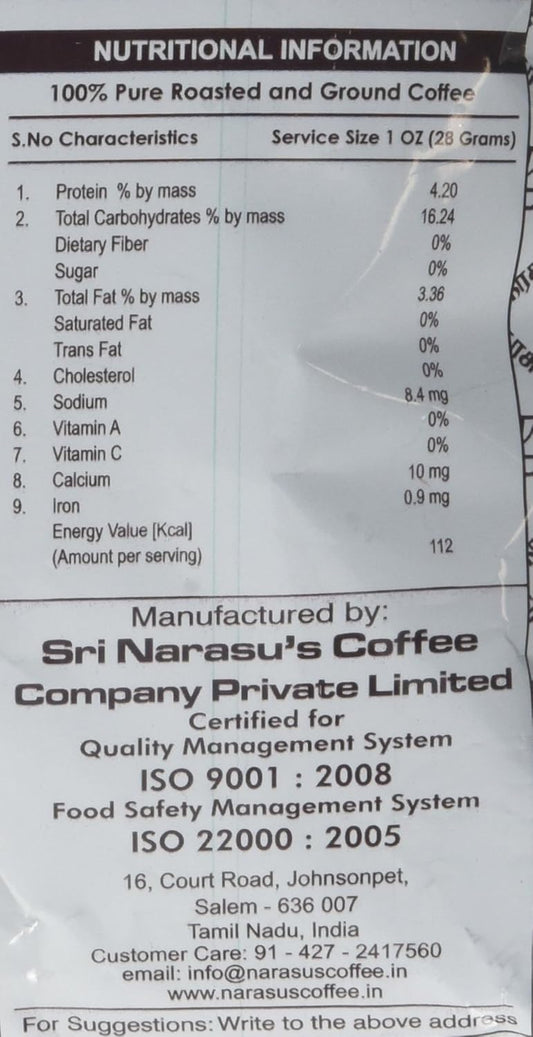 NUTRITIONAL INFORMATION
100% Pure Roasted and Ground Coffee
S.No Characteristics Service Size 1 OZ (28 Grams)
1. Protein % by mass 4.20
2. Total Carbohydrates % by mass 16.24
Dietary Fiber 0%
Sugar 0%
3. Total Fat % by mass 3.36
Saturated Fat 0%
Trans Fat 0%
4. Cholesterol 0%
5. Sodium 8.4 mg
6. Vitamin A 0%
7. Vitamin C 0%
8. Calcium 10 mg
9. Iron 0.9 mg
Energy Value [Kcal]
(Amount per serving) 112
Manufactured by:
Sri Narasu's Coffee
Company Private Limited
Certified for
Quality Management System
ISO 9001 : 2008
Food Safety Management System
ISO 22000 : 2005
16, Court Road, Johnsonpet,
Salem - 636 007
Tamil Nadu, India
Customer Care: 91 - 427 - 2417560
email: info@narasuscoffee.in
www.narasuscoffee.in
For Suggestions: Write to the above address